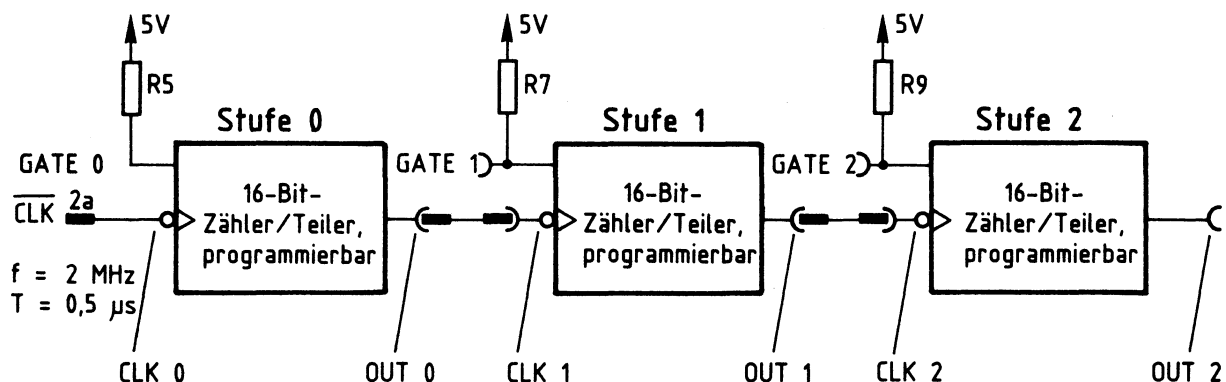 5V
5V
5V
R5
R7
R9
Stufe 0
Stufe 1
Stufe 2
GATE 0
GATE 1
GATE 2
CLK 2a
16-Bit-
Zähler/Teiler,
programmierbar
16-Bit-
Zähler/Teiler,
programmierbar
16-Bit-
Zähler/Teiler,
programmierbar
f = 2 MHz
T = 0,5 µs
CLK 0
OUT 0
CLK 1
OUT 1
CLK 2
OUT 2